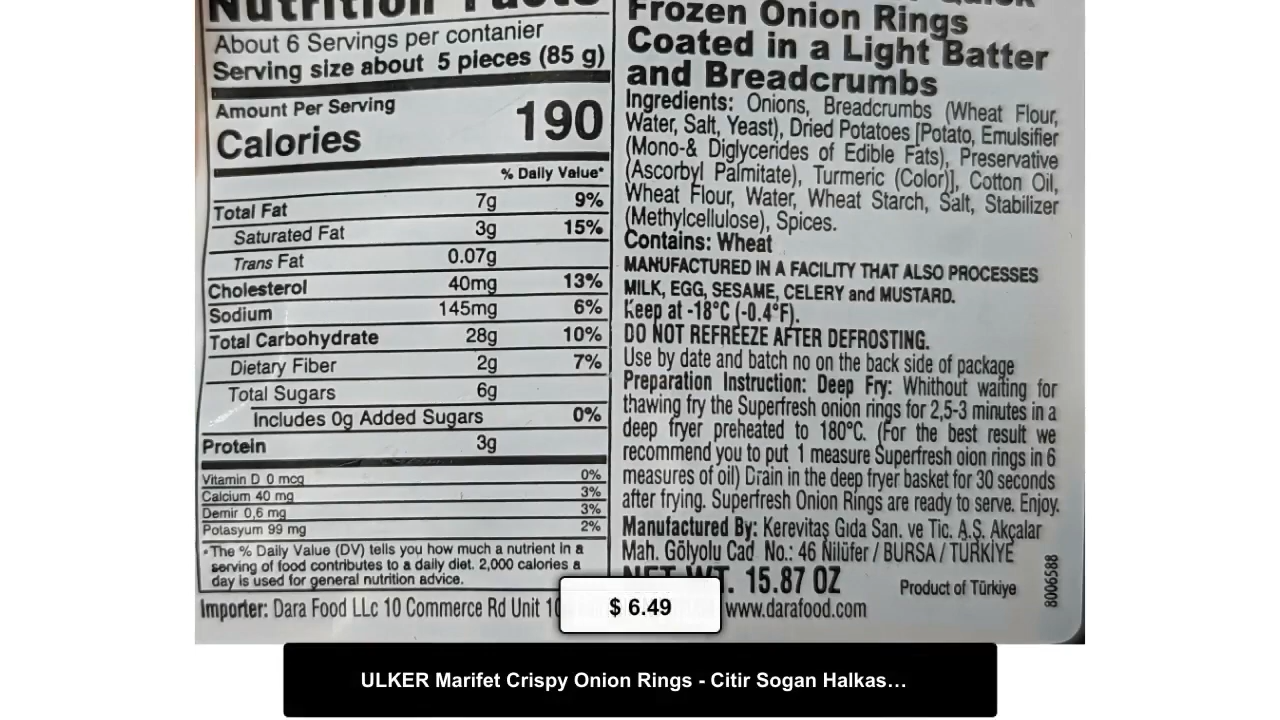 Nutrition Facts
About 6 Servings per contanier
Serving size about 5 pieces (85 g)
Amount Per Serving
Calories 190
% Daily Value*
Total Fat 7g 9%
Saturated Fat 3g 15%
Trans Fat 0.07g
Cholesterol 40mg 13%
Sodium 145mg 6%
Total Carbohydrate 28g 10%
Dietary Fiber 2g 7%
Total Sugars 6g
Includes 0g Added Sugars 0%
Protein 3g
Vitamin D 0 mcg 0%
Calcium 40 mg 3%
Demir 0,6 mg 3%
Potasyum 99 mg 2%
*The % Daily Value (DV) tells you how much a nutrient in a
serving of food contributes to a daily diet. 2,000 calories a
day is used for general nutrition advice.
Frozen Onion Rings
Coated in a Light Batter
and Breadcrumbs
Ingredients: Onions, Breadcrumbs (Wheat Flour,
Water, Salt, Yeast), Dried Potatoes [Potato, Emulsifier
(Mono-& Diglycerides of Edible Fats), Preservative
(Ascorbyl Palmitate), Turmeric (Color)], Cotton Oil,
Wheat Flour, Water, Wheat Starch, Salt, Stabilizer
(Methylcellulose), Spices.
Contains: Wheat
MANUFACTURED IN A FACILITY THAT ALSO PROCESSES
MILK, EGG, SESAME, CELERY and MUSTARD.
Keep at -18°C (-0.4°F).
DO NOT REFREEZE AFTER DEFROSTING.
Use by date and batch no on the back side of package
Preparation Instruction: Deep Fry: Whithout waiting for
thawing fry the Superfresh onion rings for 2,5-3 minutes in a
deep fryer preheated to 180°C. (For the best result we
recommend you to put 1 measure Superfresh oion rings in 6
measures of oil) Drain in the deep fryer basket for 30 seconds
after frying. Superfresh Onion Rings are ready to serve. Enjoy.
Manufactured By: Kerevitaş Gıda San. ve Tic. A.Ş. Akçalar
Mah. Gölyolu Cad No.: 46 Nilüfer / BURSA / TÜRKİYE
NET WT. 15.87 OZ
Product of Türkiye
8006588
Importer: Dara Food LLc 10 Commerce Rd Unit
www.darafood.com
$ 6.49
ULKER Marifet Crispy Onion Rings - Citir Sogan Halkas…